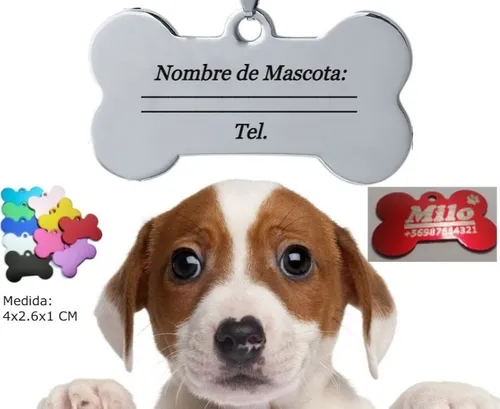 Nombre de Mascota:
Tel.
Milo
+56987654321
Medida:
4x2.6x1 CM